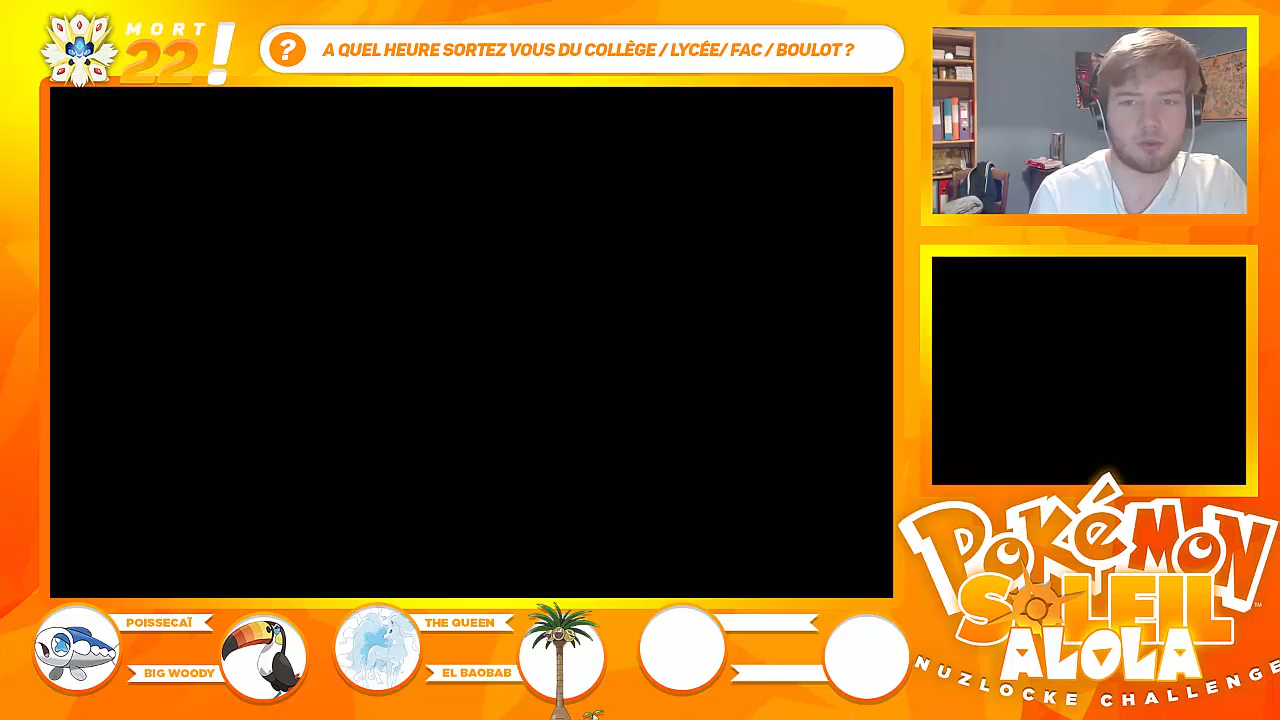 MORT
22!
? A QUEL HEURE SORTEZ VOUS DU COLLÈGE / LYCÉE/ FAC / BOULOT ?
POISSECAÏ
BIG WOODY
THE QUEEN
EL BAOBAB
POKéMON
SOLEIL
ALOLA
NUZLOCKE CHALLENGE